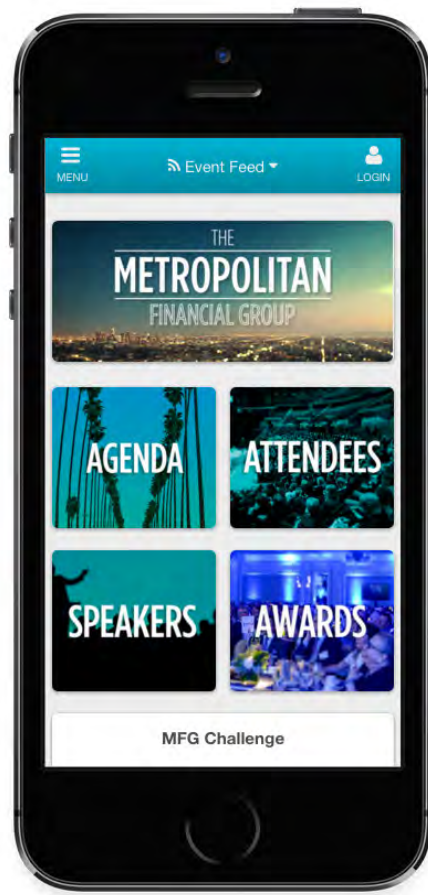 MENU
Event Feed
LOGIN
THE
METROPOLITAN
FINANCIAL GROUP
AGENDA
ATTENDEES
SPEAKERS
AWARDS
MFG Challenge